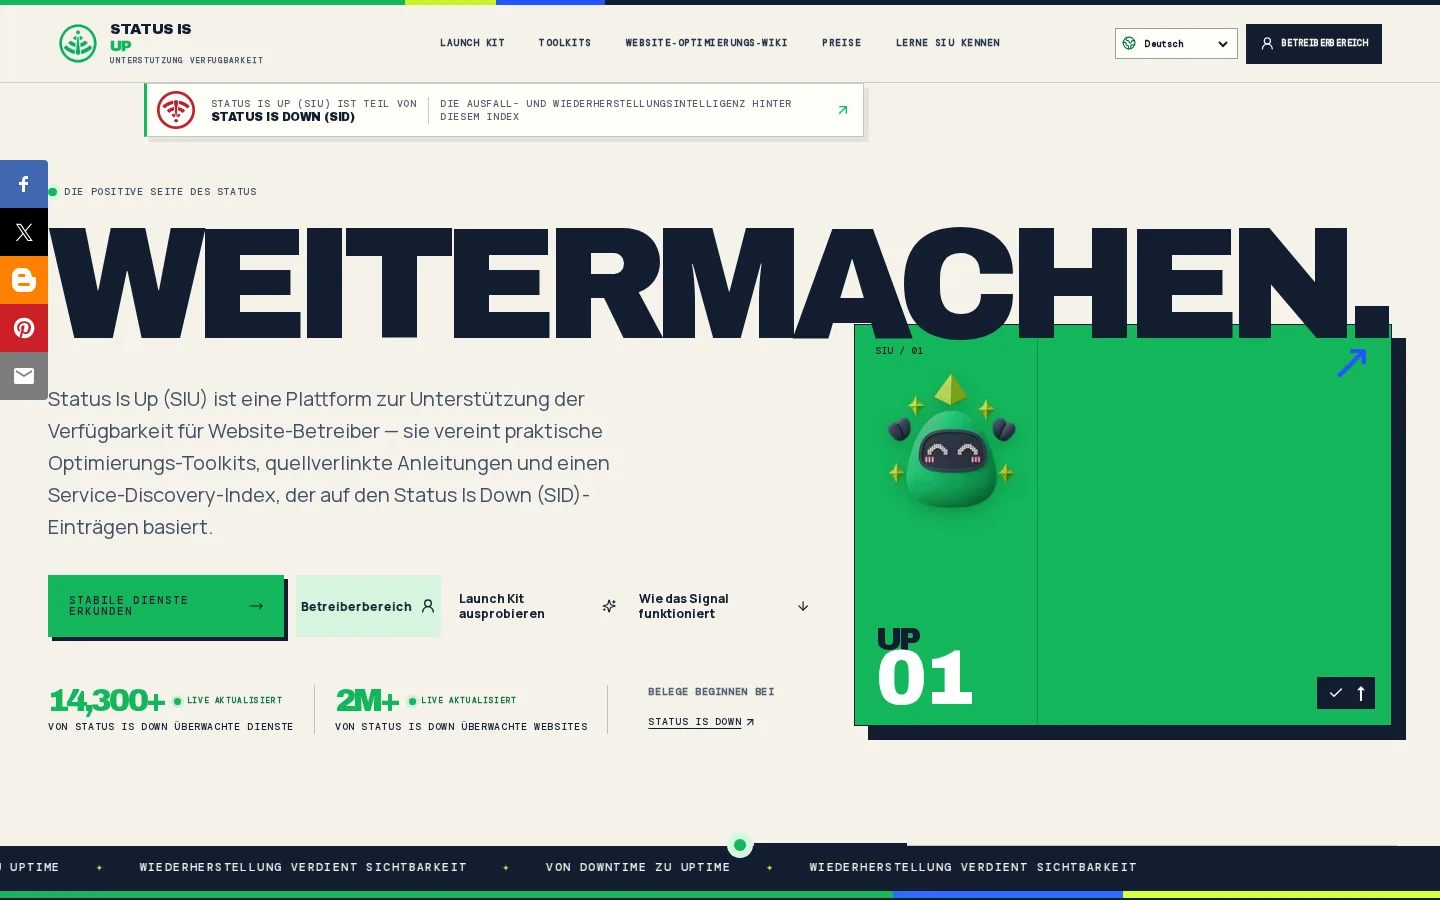 STATUS IS
UP
UNTERSTÜTZUNG VERFÜGBARKEIT
LAUNCH KIT
TOOLKITS
WEBSITE-OPTIMIERUNGS-WIKI
PREISE
LERNE SIU KENNEN
Deutsch
BETREIBERBEREICH
STATUS IS UP (SIU) IST TEIL VON
STATUS IS DOWN (SID)
DIE AUSFALL- UND WIEDERHERSTELLUNGSINTELLIGENZ HINTER
DIESEM INDEX
DIE POSITIVE SEITE DES STATUS
WEITERMACHEN.
SIU / 01
Status Is Up (SIU) ist eine Plattform zur Unterstützung der
Verfügbarkeit für Website-Betreiber — sie vereint praktische
Optimierungs-Toolkits, quellverlinkte Anleitungen und einen
Service-Discovery-Index, der auf den Status Is Down (SID)-
Einträgen basiert.
STABILE DIENSTE
ERKUNDEN
Betreiberbereich
Launch Kit
ausprobieren
Wie das Signal
funktioniert
UP
01
14,300+ LIVE AKTUALISIERT
VON STATUS IS DOWN ÜBERWACHTE DIENSTE
2M+ LIVE AKTUALISIERT
VON STATUS IS DOWN ÜBERWACHTE WEBSITES
BELEGE BEGINNEN BEI
STATUS IS DOWN
U UPTIME
WIEDERHERSTELLUNG VERDIENT SICHTBARKEIT
VON DOWNTIME ZU UPTIME
WIEDERHERSTELLUNG VERDIENT SICHTBARKEIT